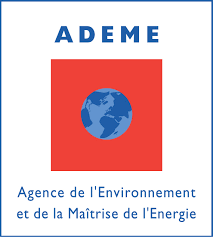 ADEME
Agence de l'Environnement
et de la Maîtrise de l'Energie